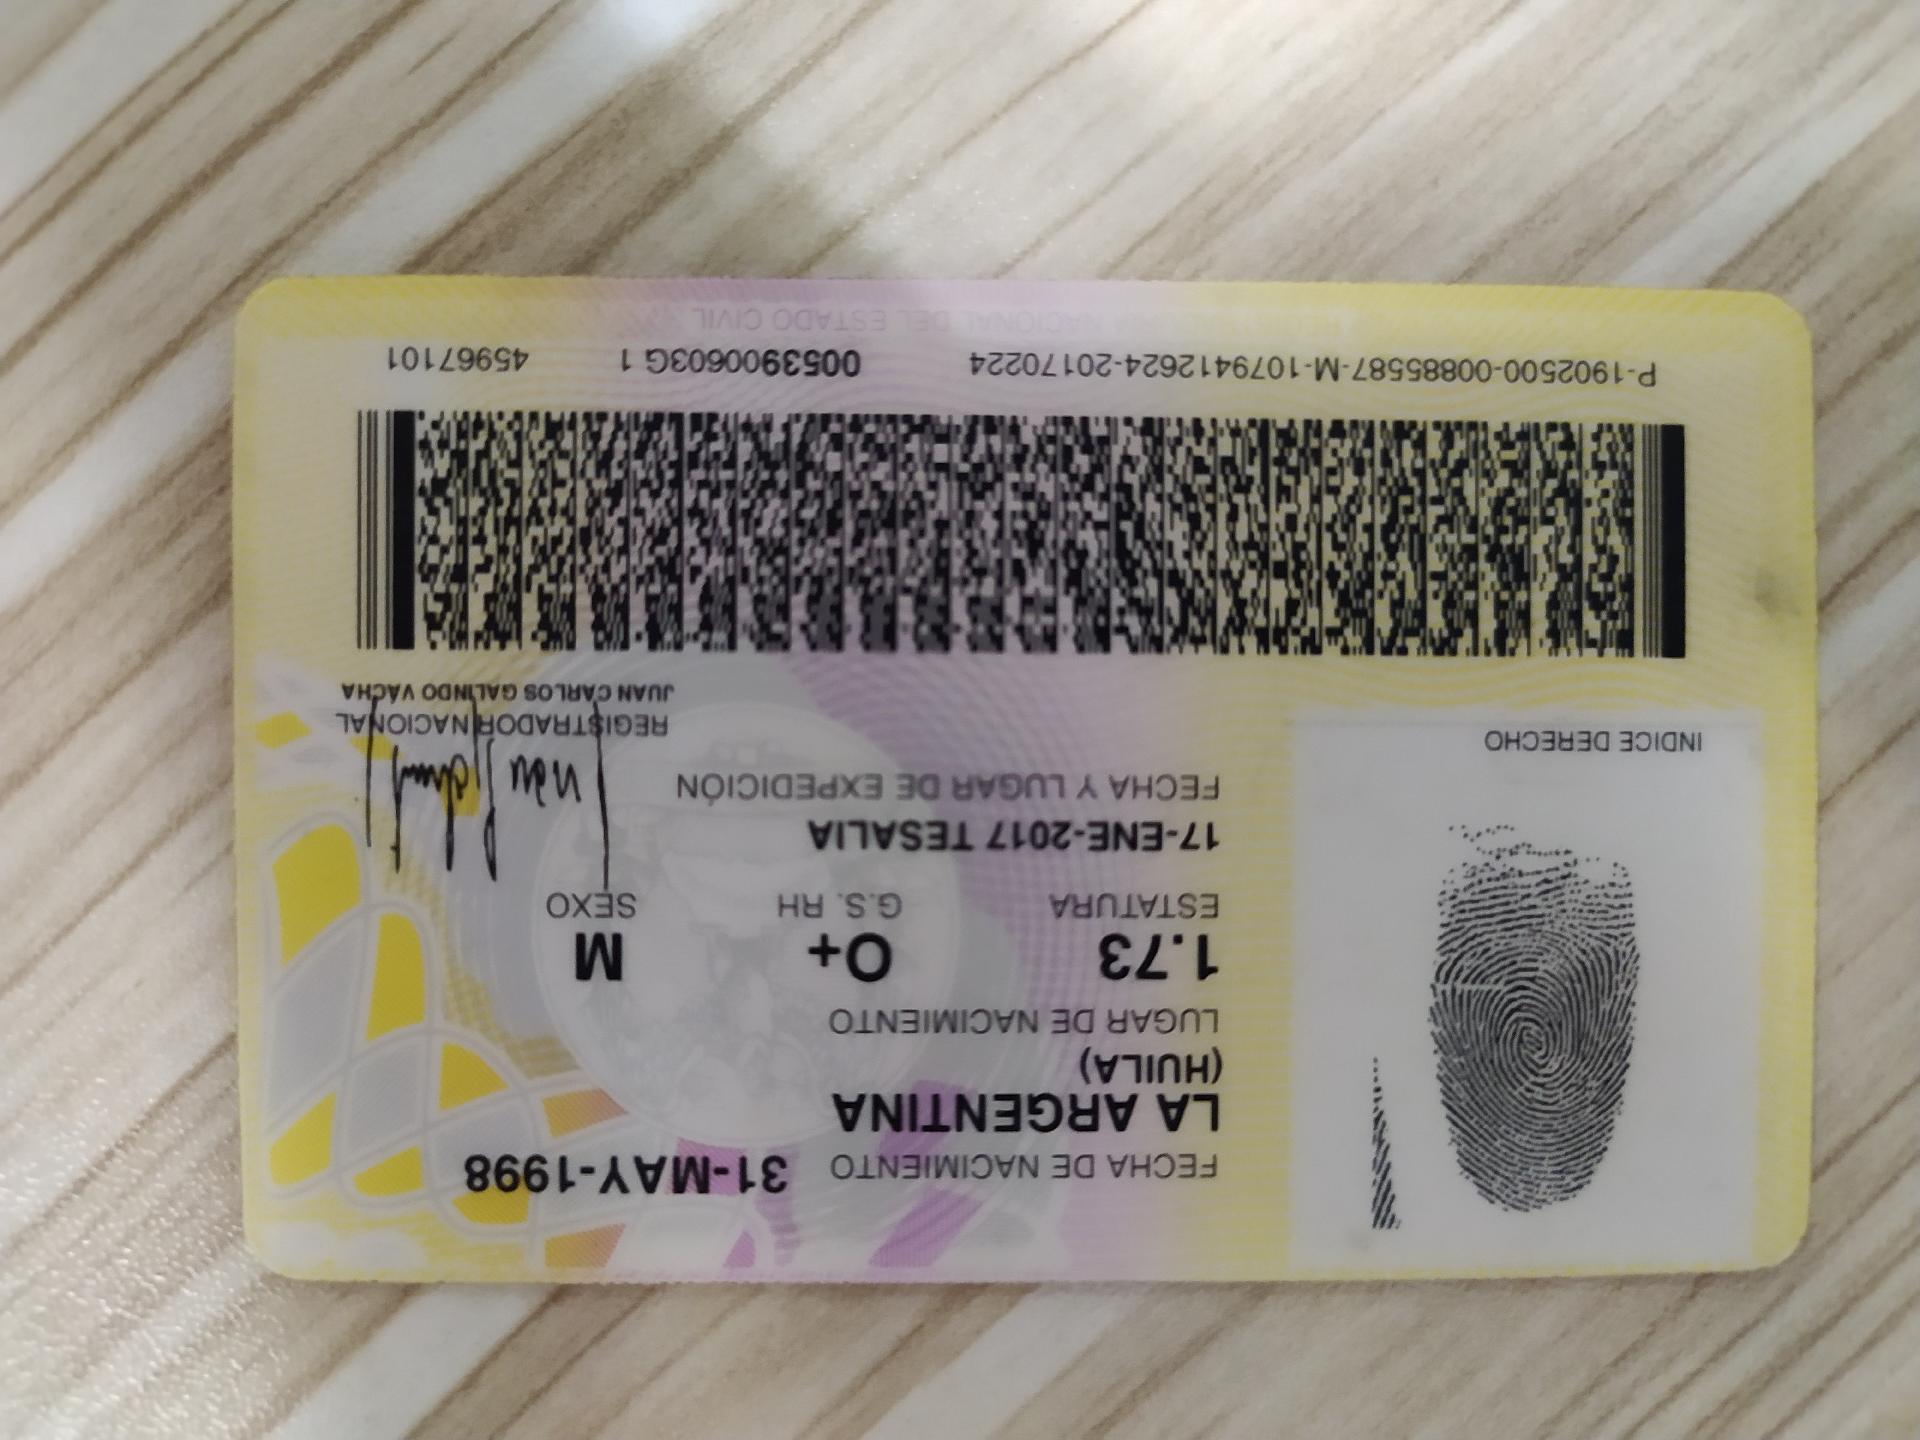 FECHA DE NACIMIENTO 31-MAY-1998
LA ARGENTINA
(HUILA)
LUGAR DE NACIMIENTO
1.73 O+ M
ESTATURA G.S. RH SEXO
17-ENE-2017 TESALIA
FECHA Y LUGAR DE EXPEDICIÓN
INDICE DERECHO
REGISTRADOR NACIONAL
JUAN CARLOS GALINDO VÁCHA
P-1902500-00885587-M-1079412624-20170224 0053900603G 1 45967101
REGISTRADURIA NACIONAL DEL ESTADO CIVIL